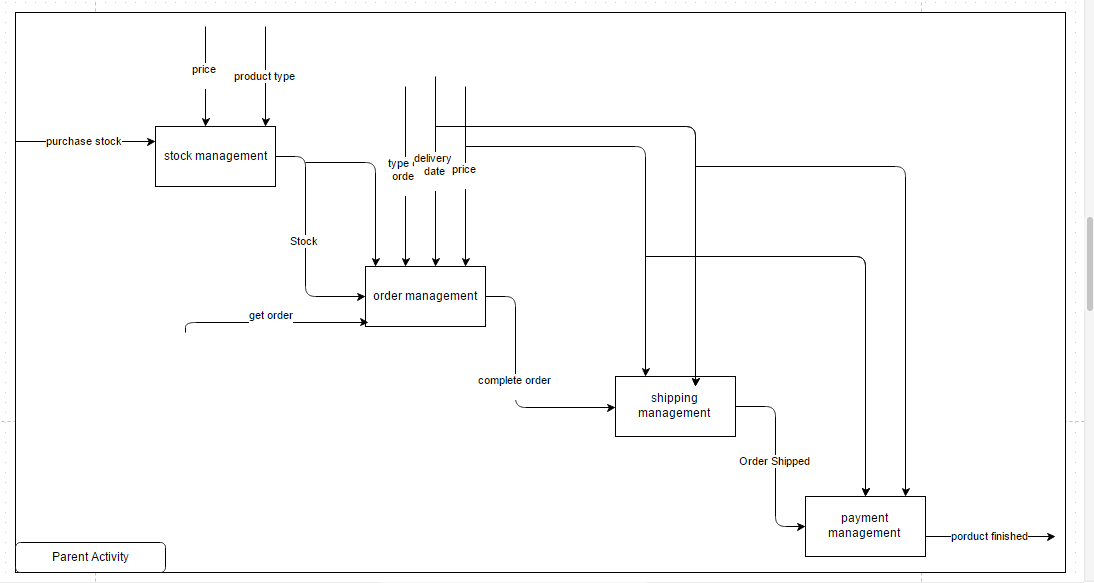 price
product type
purchase stock
stock management
type
orde
delivery
date
price
Stock
order management
get order
complete order
shipping
management
Order Shipped
payment
management
porduct finished
Parent Activity